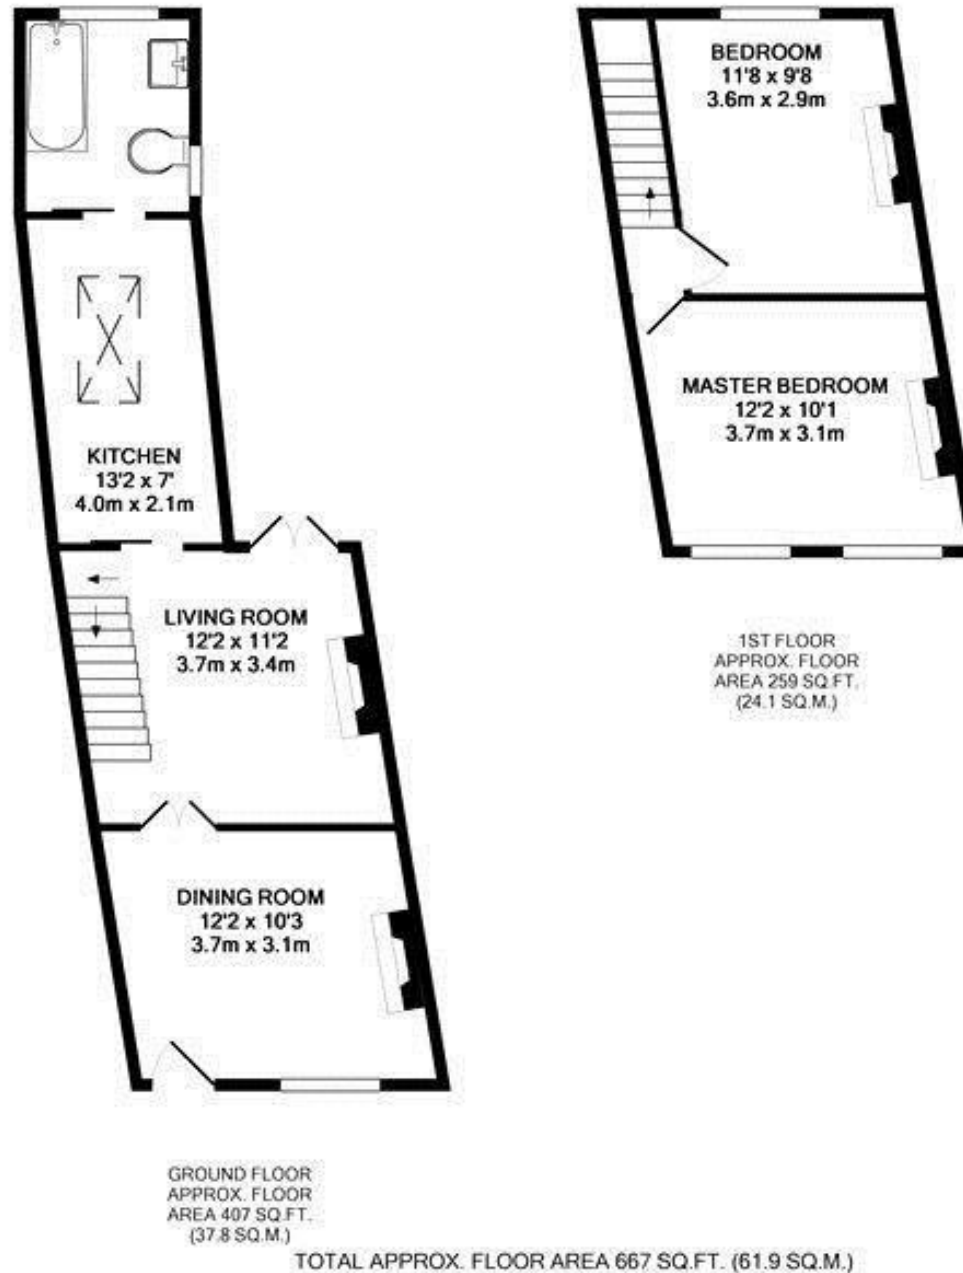 BEDROOM
11'8 x 9'8
3.6m x 2.9m
MASTER BEDROOM
12'2 x 10'1
3.7m x 3.1m
KITCHEN
13'2 x 7'
4.0m x 2.1m
LIVING ROOM
12'2 x 11'2
3.7m x 3.4m
1ST FLOOR
APPROX. FLOOR
AREA 259 SQ.FT.
(24.1 SQ.M.)
DINING ROOM
12'2 x 10'3
3.7m x 3.1m
GROUND FLOOR
APPROX. FLOOR
AREA 407 SQ.FT.
(37.8 SQ.M.)
TOTAL APPROX. FLOOR AREA 667 SQ.FT. (61.9 SQ.M.)